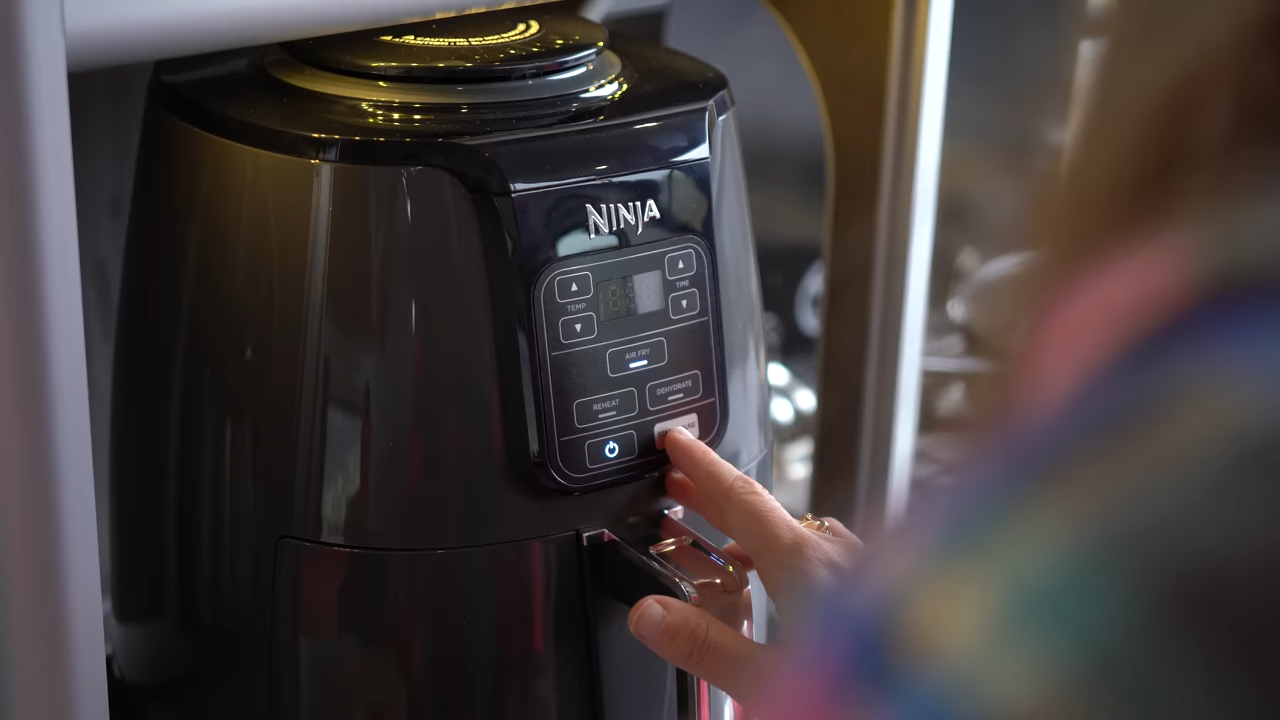 NINJA
TEMP
TIME
AIR FRY
REHEAT
DEHYDRATE